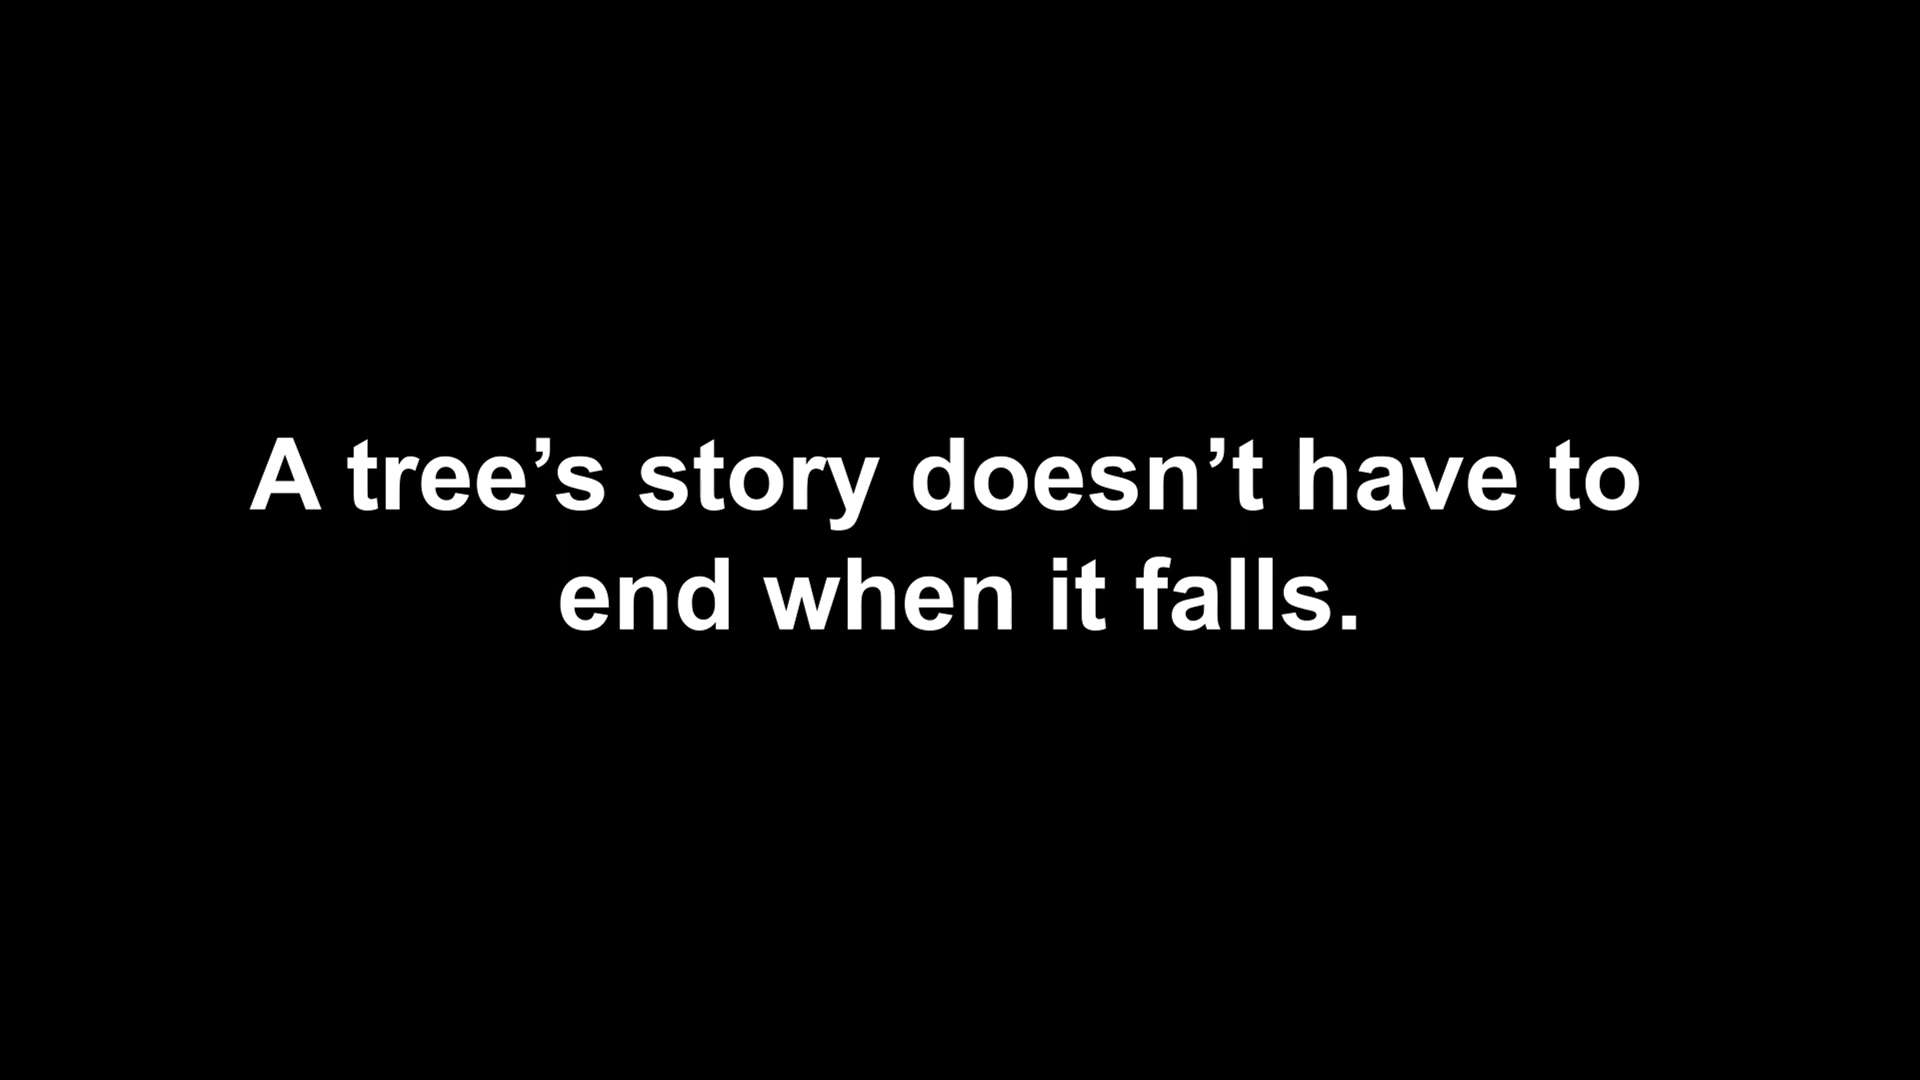 A tree’s story doesn’t have to
end when it falls.